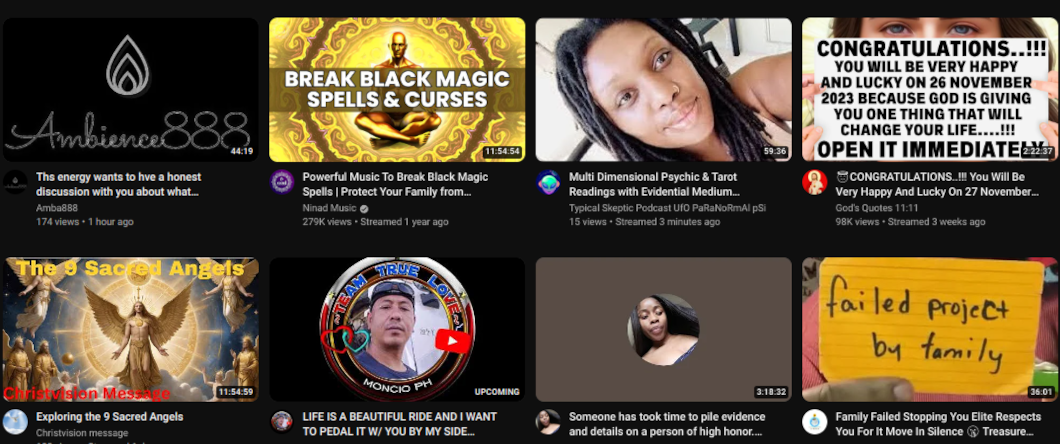 Ambience888
44:19
Ths energy wants to hve a honest
discussion with you about what...
Amba888
174 views • 1 hour ago
BREAK BLACK MAGIC
SPELLS & CURSES
11:54:54
Powerful Music To Break Black Magic
Spells | Protect Your Family from...
Ninad Music
279K views • Streamed 1 year ago
59:36
Multi Dimensional Psychic & Tarot
Readings with Evidential Medium...
Typical Skeptic Podcast UfO PaRaNoRmAl pSi
15 views • Streamed 3 minutes ago
CONGRATULATIONS..!!!
YOU WILL BE VERY HAPPY
AND LUCKY ON 26 NOVEMBER
2023 BECAUSE GOD IS GIVING
YOU ONE THING THAT WILL
CHANGE YOUR LIFE....!!!
OPEN IT IMMEDIATE
2:22:37
😇CONGRATULATIONS..!!! You Will Be
Very Happy And Lucky On 27 November...
God's Quotes 11:11
98K views • Streamed 3 weeks ago
The 9 Sacred Angels
Christvision Message
11:54:59
Exploring the 9 Sacred Angels
Christvision message
TEAM TRUE LOVE
MONCIO PH
UPCOMING
LIFE IS A BEAUTIFUL RIDE AND I WANT
TO PEDAL IT W/ YOU BY MY SIDE...
3:18:32
Someone has took time to pile evidence
and details on a person of high honor....
failed project
by family
36:01
Family Failed Stopping You Elite Respects
You For It Move In Silence 🤫 Treasure...